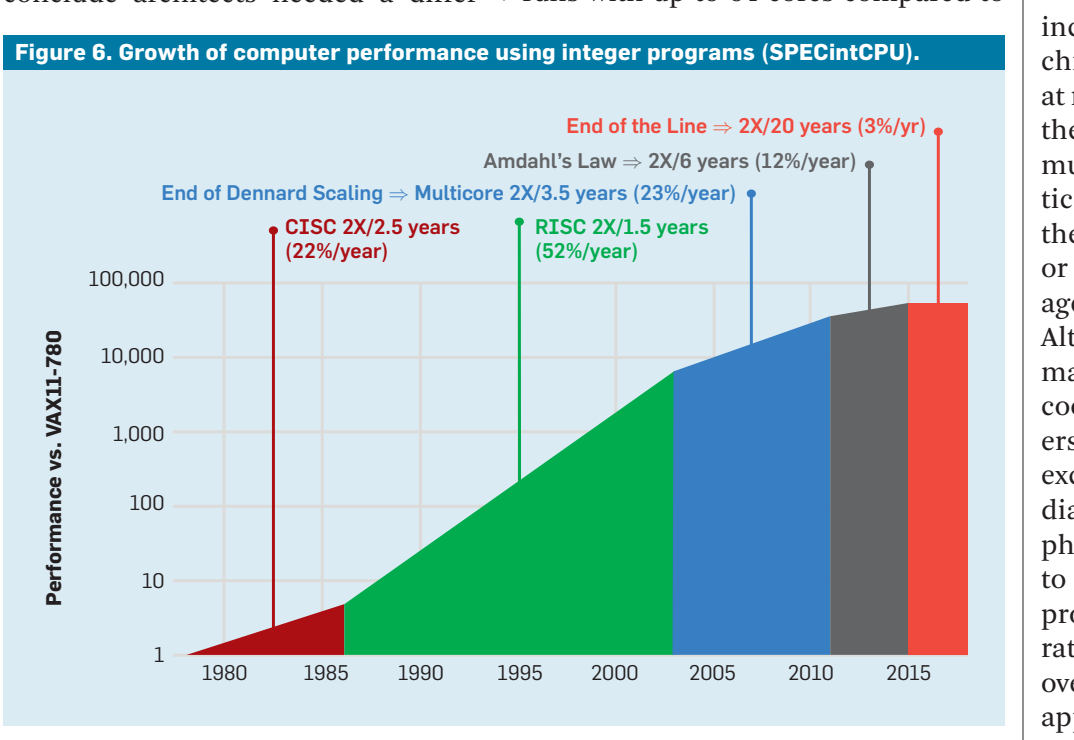 Figure 6. Growth of computer performance using integer programs (SPECintCPU).
End of the Line ⇒ 2X/20 years (3%/yr)
Amdahl's Law ⇒ 2X/6 years (12%/year)
End of Dennard Scaling ⇒ Multicore 2X/3.5 years (23%/year)
CISC 2X/2.5 years
(22%/year)
RISC 2X/1.5 years
(52%/year)
100,000
10,000
1,000
100
10
1
Performance vs. VAX11-780
1980 1985 1990 1995 2000 2005 2010 2015